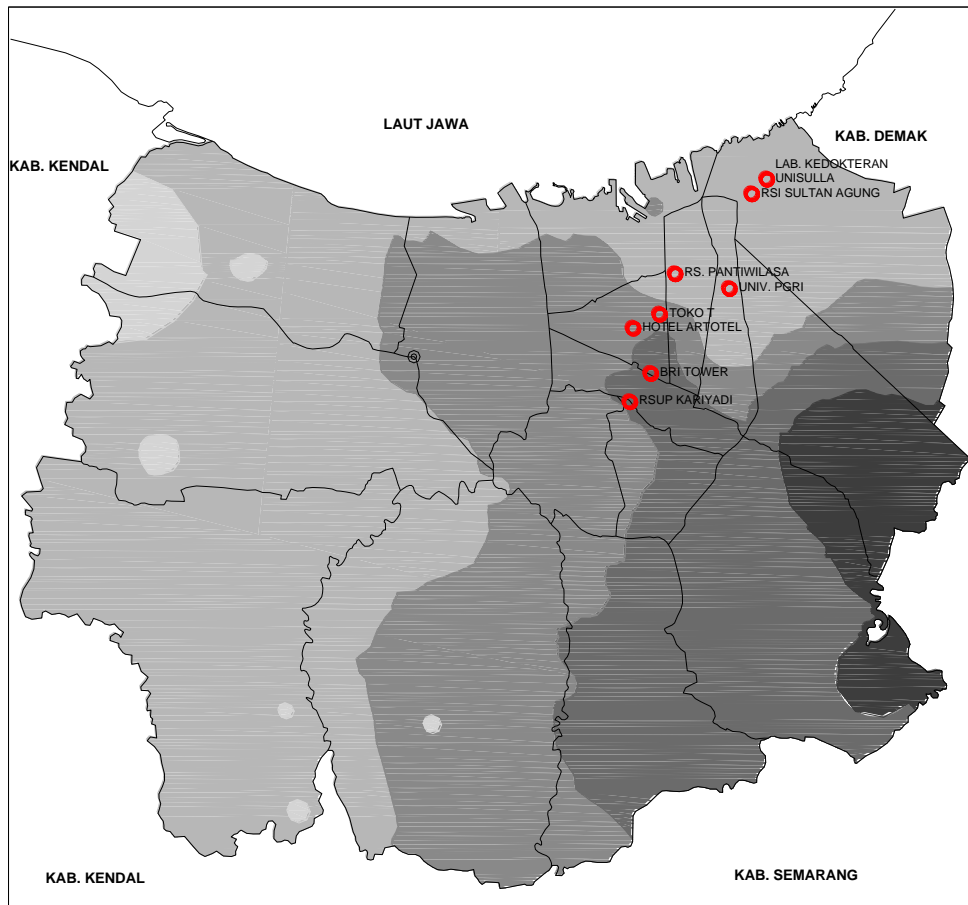 LAUT JAWA
KAB. DEMAK
KAB. KENDAL
LAB. KEDOKTERAN
UNISULLA
RSI SULTAN AGUNG
RS. PANTIWILASA
UNIV. PGRI
TOKO T
HOTEL ARTOTEL
BRI TOWER
RSUP KARIYADI
KAB. KENDAL
KAB. SEMARANG